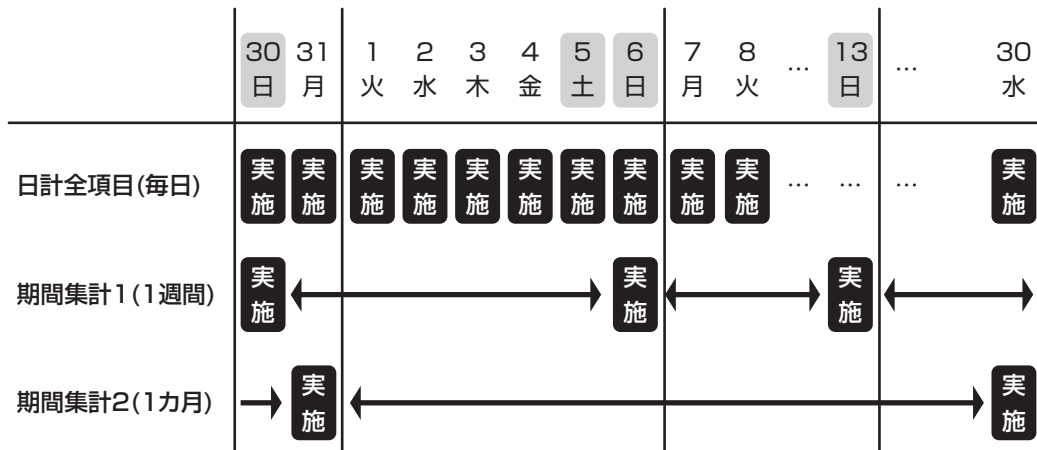 30 31 1 2 3 4 5 6 7 8 … 13 … 30
日 月 火 水 木 金 土 日 月 火 日 水
日計全項目(毎日) 実施 実施 実施 実施 実施 実施 実施 実施 実施 実施 … … … 実施
期間集計1(1週間) 実施 実施 実施
期間集計2(1カ月) 実施 実施